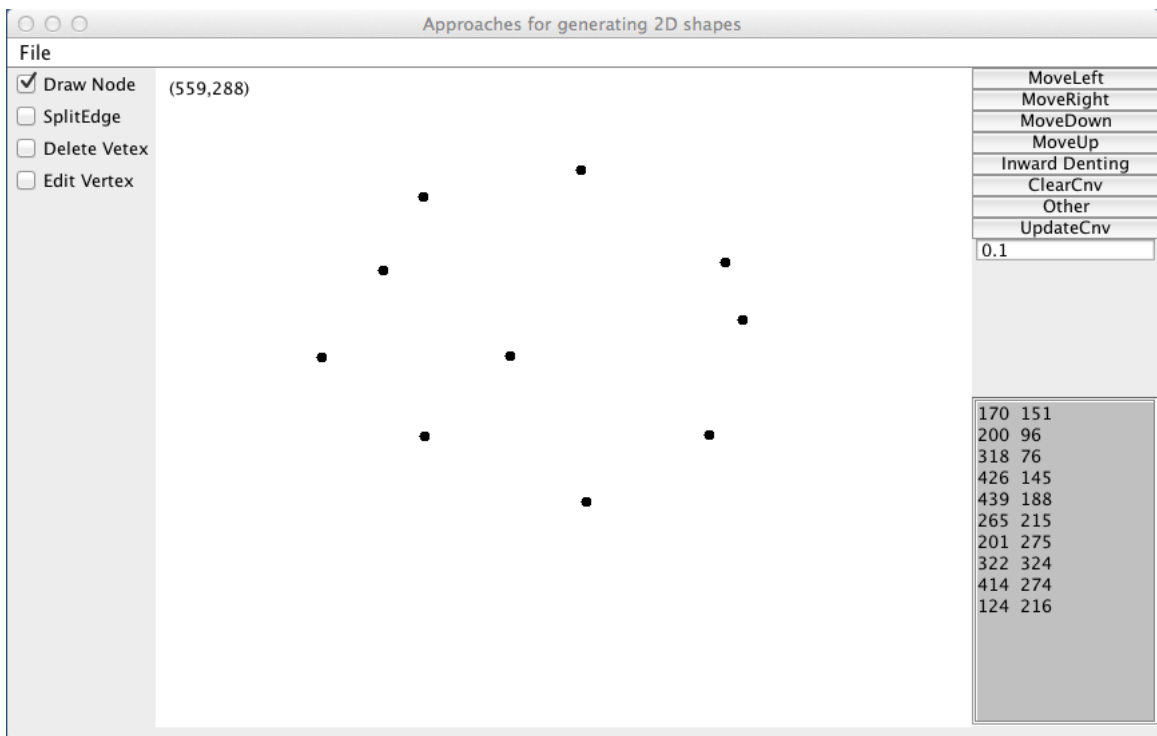 Approaches for generating 2D shapes
File
Draw Node
SplitEdge
Delete Vetex
Edit Vertex
(559,288)
MoveLeft
MoveRight
MoveDown
MoveUp
Inward Denting
ClearCnv
Other
UpdateCnv
0.1
170 151
200 96
318 76
426 145
439 188
265 215
201 275
322 324
414 274
124 216